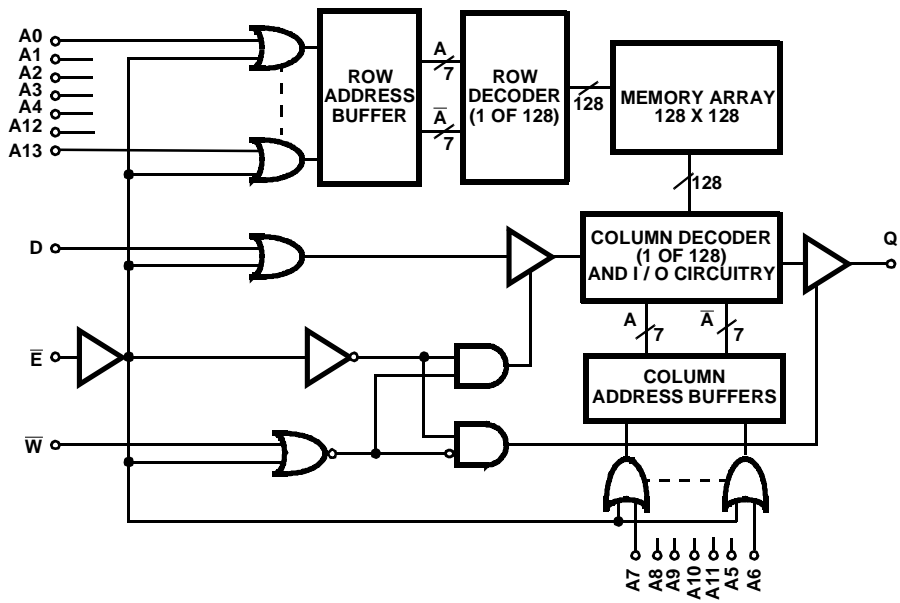 A0
A1
A2
A3
A4
A12
A13
ROW
ADDRESS
BUFFER
A
7
A̅
7
ROW
DECODER
(1 OF 128)
128
MEMORY ARRAY
128 X 128
128
D
COLUMN DECODER
(1 OF 128)
AND I / O CIRCUITRY
Q
A
7
A̅
7
E̅
COLUMN
ADDRESS BUFFERS
W̅
A7
A8
A9
A10
A11
A5
A6